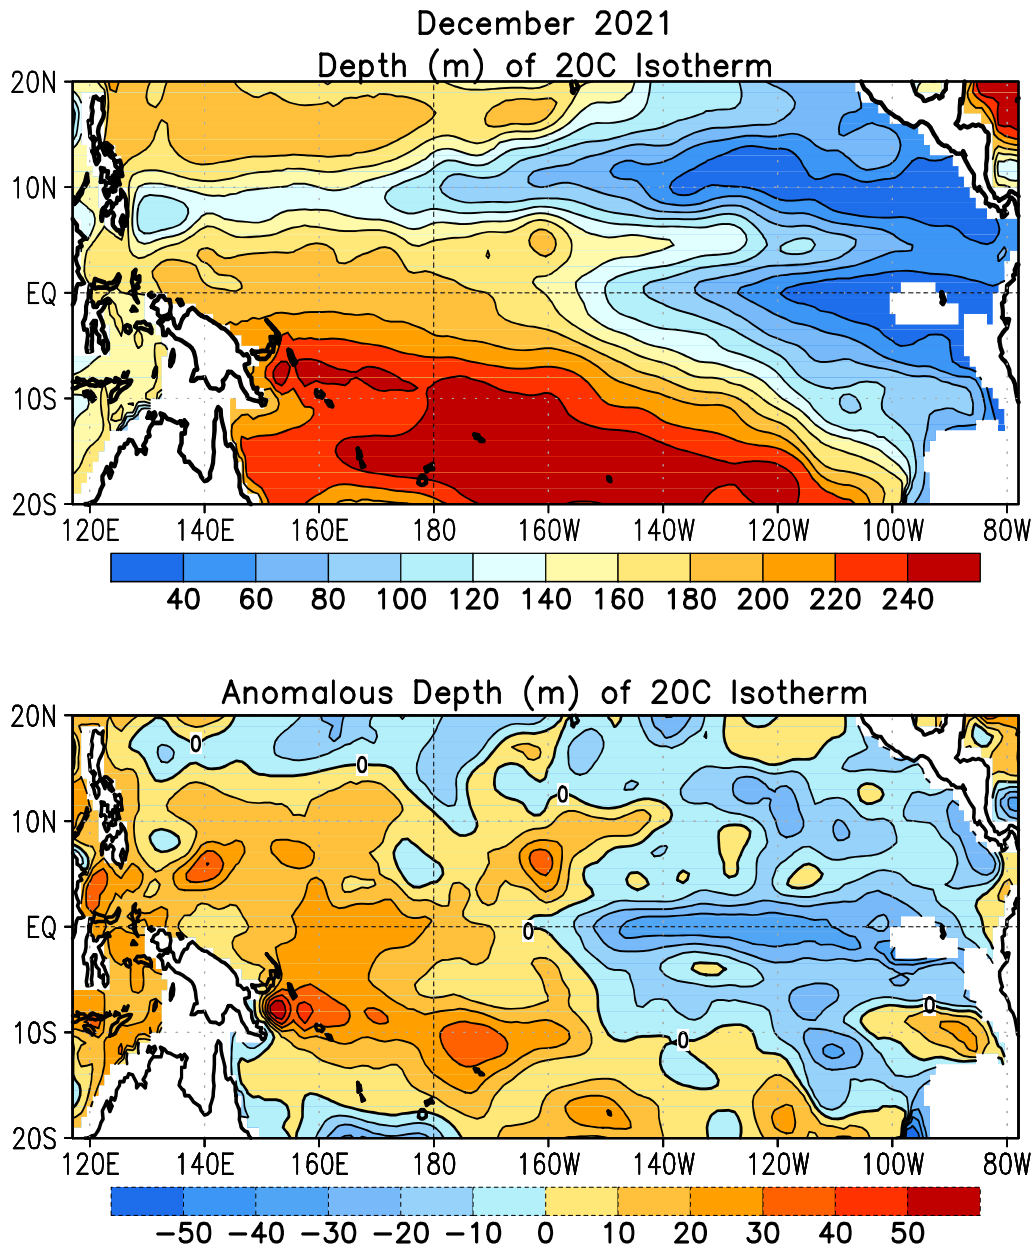 December 2021
Depth (m) of 20C Isotherm
20N
10N
EQ
10S
20S
120E 140E 160E 180 160W 140W 120W 100W 80W
40 60 80 100 120 140 160 180 200 220 240
Anomalous Depth (m) of 20C Isotherm
20N
0
0
0
10N
EQ
0
0
10S
0
20S
120E 140E 160E 180 160W 140W 120W 100W 80W
−50 −40 −30 −20 −10 0 10 20 30 40 50